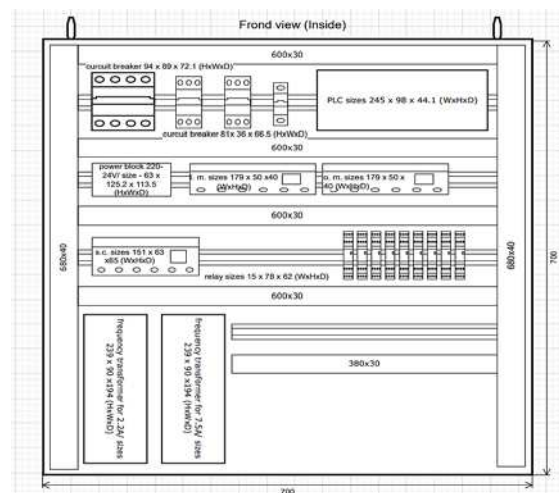 Frond view (Inside)
600x30
curcuit breaker 94 x 89 x 72.1 (HxWxD)
PLC sizes 245 x 98 x 44.1 (WxHxD)
curcuit breaker 81x 36 x 66.5 (HxWxD)
600x30
power block 220-
24V/ size - 63 x
125.2 x 113.5
(HxWxD)
i. m. sizes 179 x 50 x40
(WxHxD)
o. m. sizes 179 x 50 x
40 (WxHxD)
600x30
680x40
s.c. sizes 151 x 63
x65 (WxHxD)
relay sizes 15 x 78 x 62 (WxHxD)
680x40
700
600x30
frequency transformer for 2.2A/ sizes
239 x 90 x194 (HxWxD)
frequency transformer for 7.5A/ sizes
239 x 90 x194 (HxWxD)
380x30
700